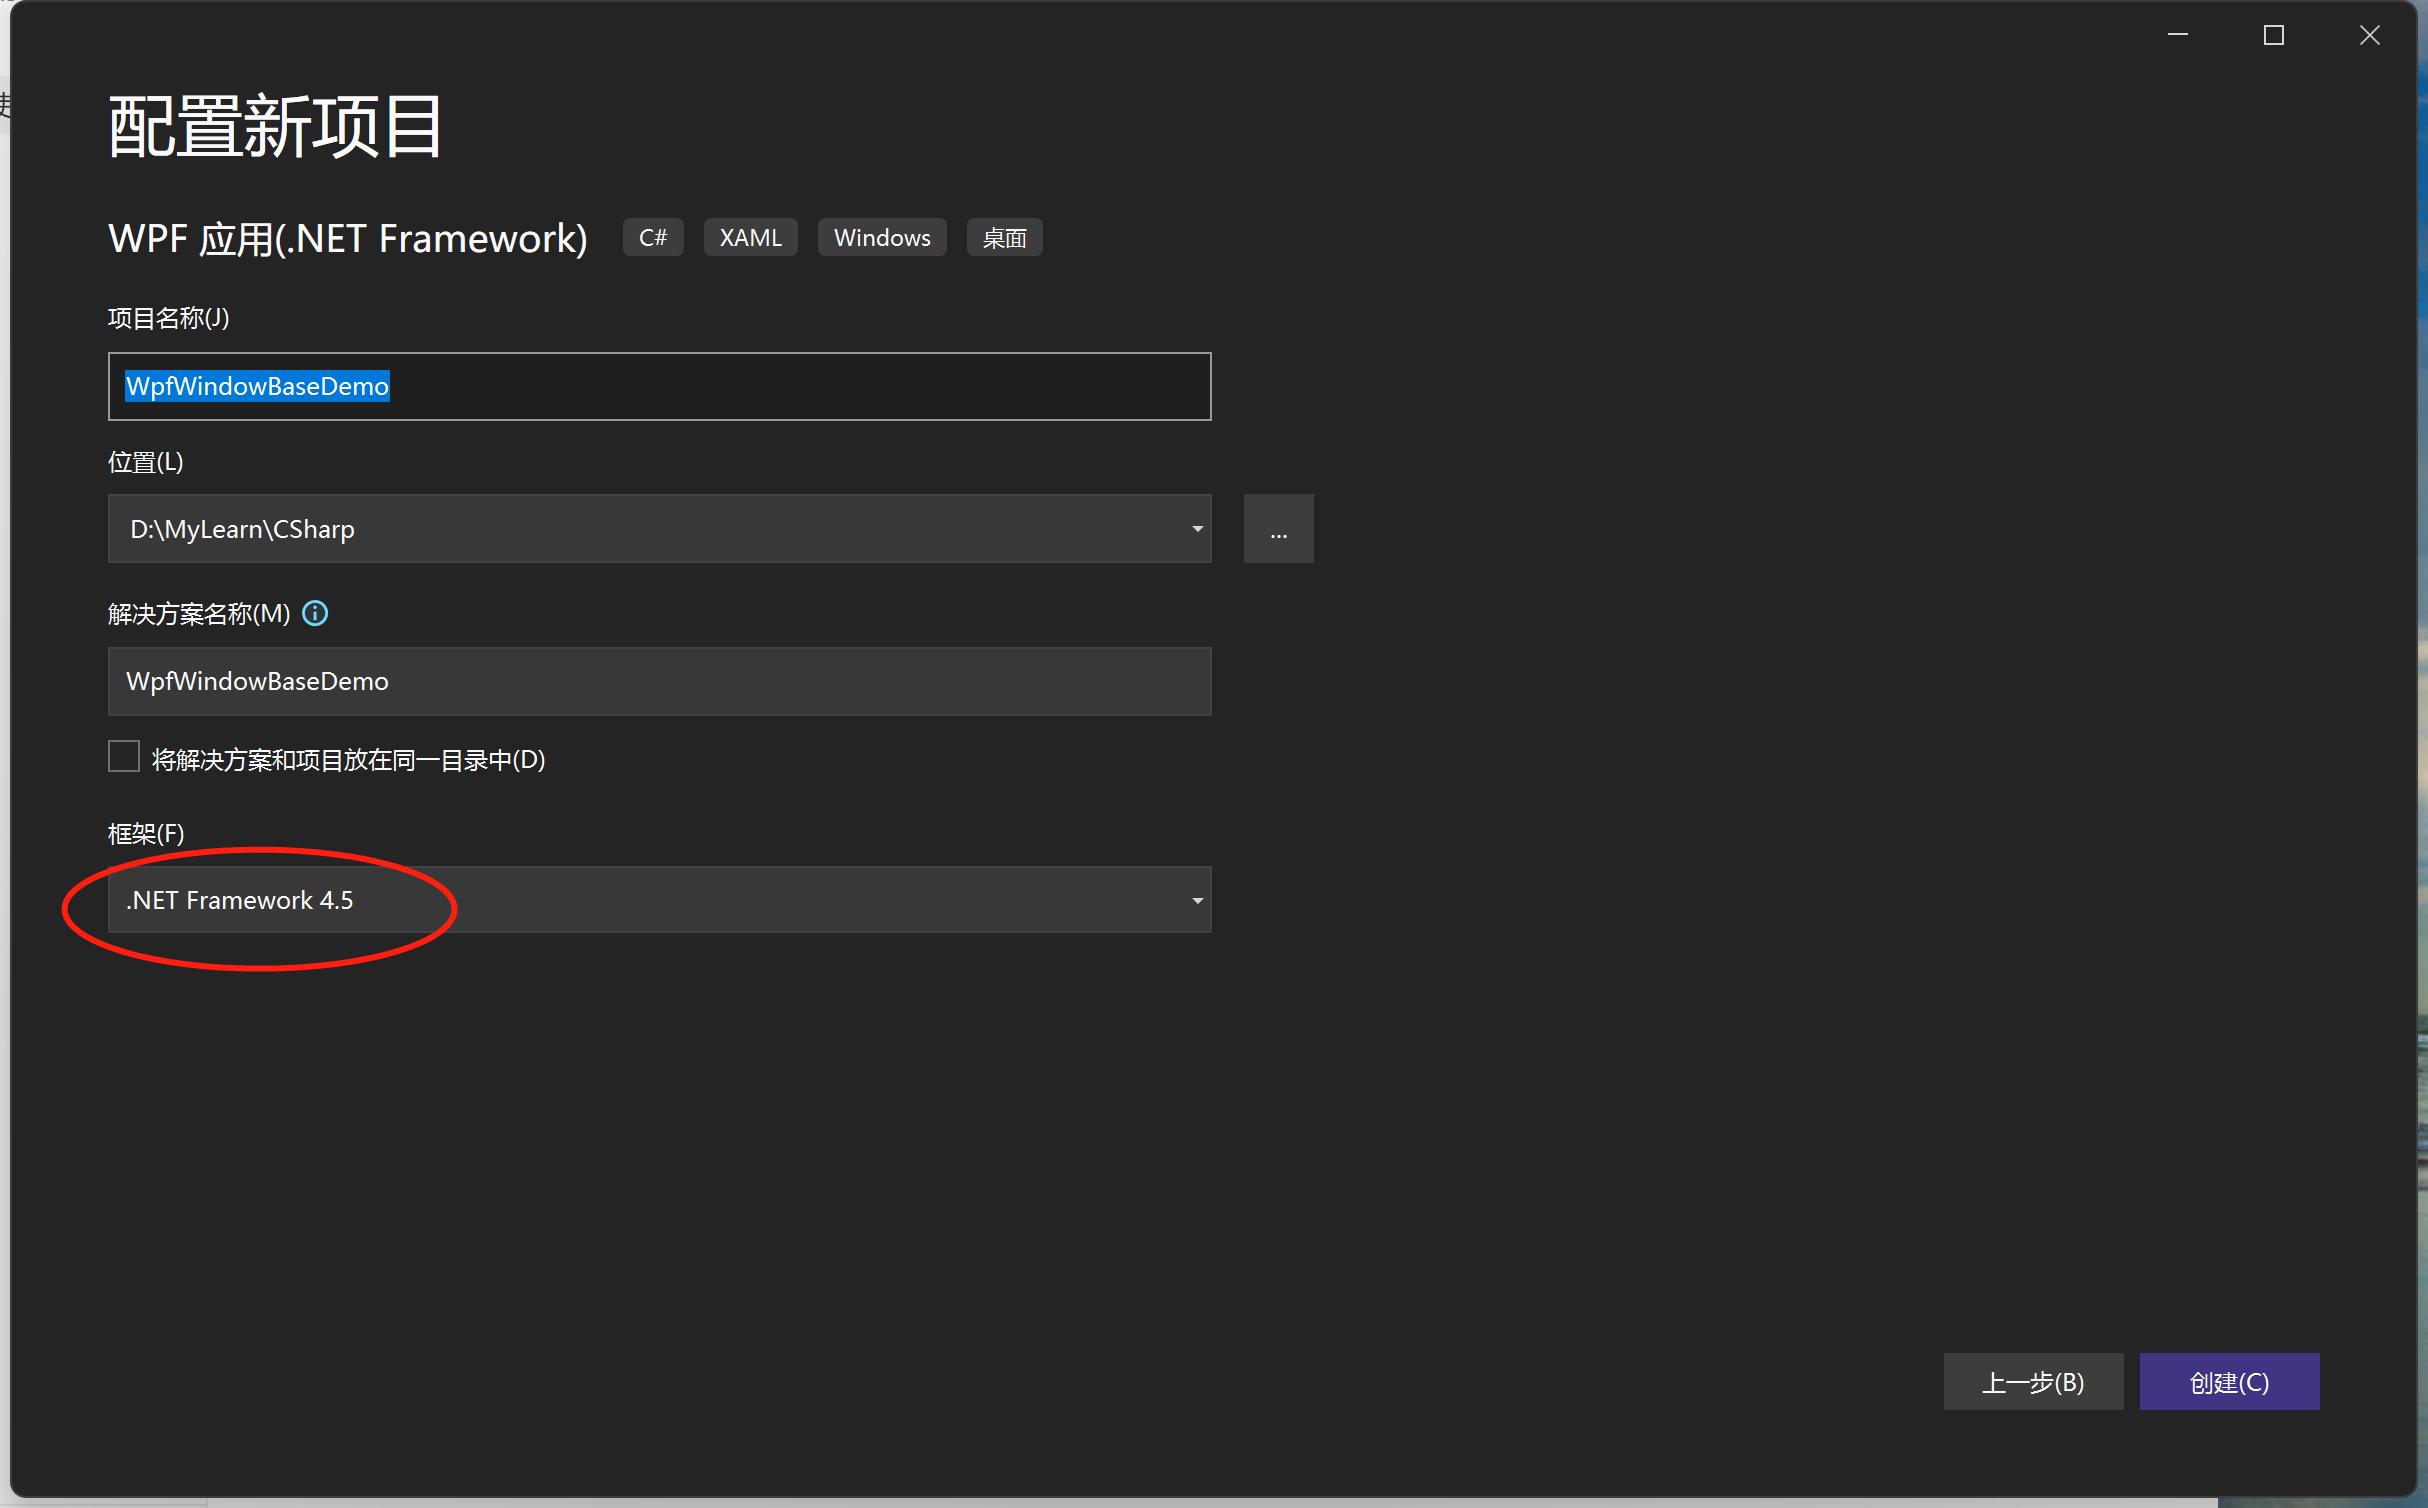 配置新项目
WPF 应用(.NET Framework) C# XAML Windows 桌面
项目名称(J)
WpfWindowBaseDemo
位置(L)
D:\MyLearn\CSharp
...
解决方案名称(M)
WpfWindowBaseDemo
将解决方案和项目放在同一目录中(D)
框架(F)
.NET Framework 4.5
上一步(B) 创建(C)